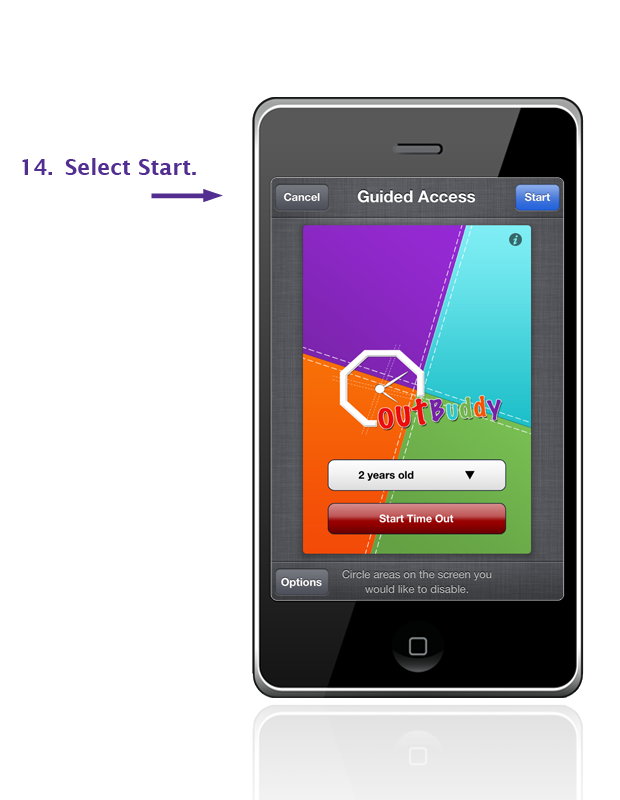 14. Select Start.
Cancel
Guided Access
Start
i
OutBuddy
2 years old
Start Time Out
Options
Circle areas on the screen you
would like to disable.